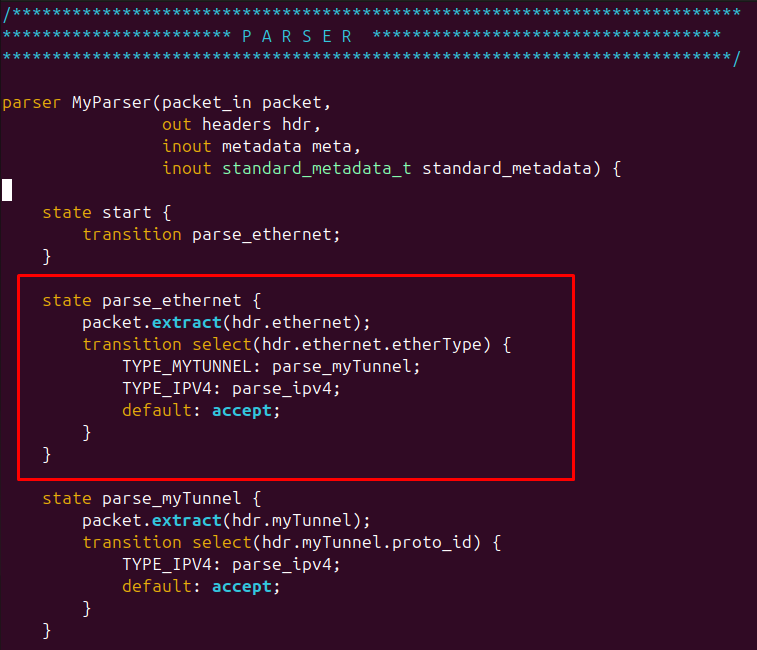 /*************************************************************************
*********************** P A R S E R  ***********************************
*************************************************************************/
parser MyParser(packet_in packet,
                out headers hdr,
                inout metadata meta,
                inout standard_metadata_t standard_metadata) {
    state start {
        transition parse_ethernet;
    }
    state parse_ethernet {
        packet.extract(hdr.ethernet);
        transition select(hdr.ethernet.etherType) {
            TYPE_MYTUNNEL: parse_myTunnel;
            TYPE_IPV4: parse_ipv4;
            default: accept;
        }
    }
    state parse_myTunnel {
        packet.extract(hdr.myTunnel);
        transition select(hdr.myTunnel.proto_id) {
            TYPE_IPV4: parse_ipv4;
            default: accept;
        }
    }